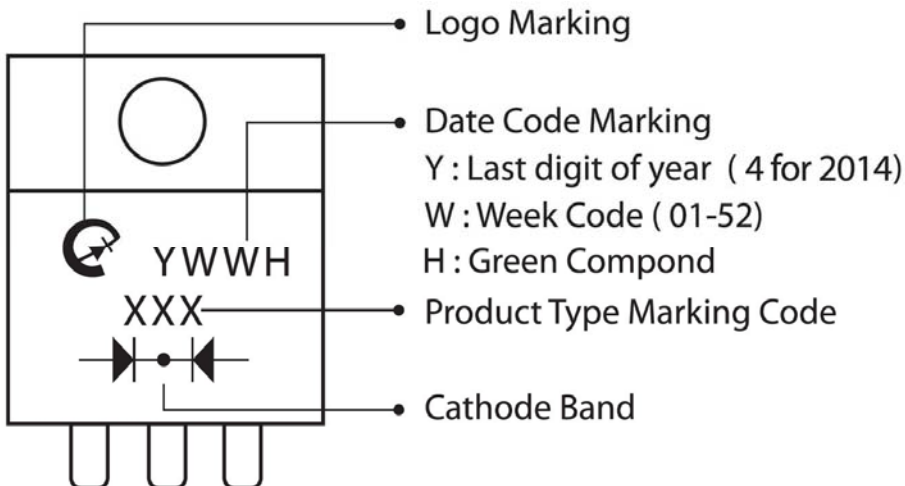 Logo Marking
Date Code Marking
Y : Last digit of year ( 4 for 2014)
W : Week Code ( 01-52)
YWWH
H : Green Compond
XXX
Product Type Marking Code
Cathode Band